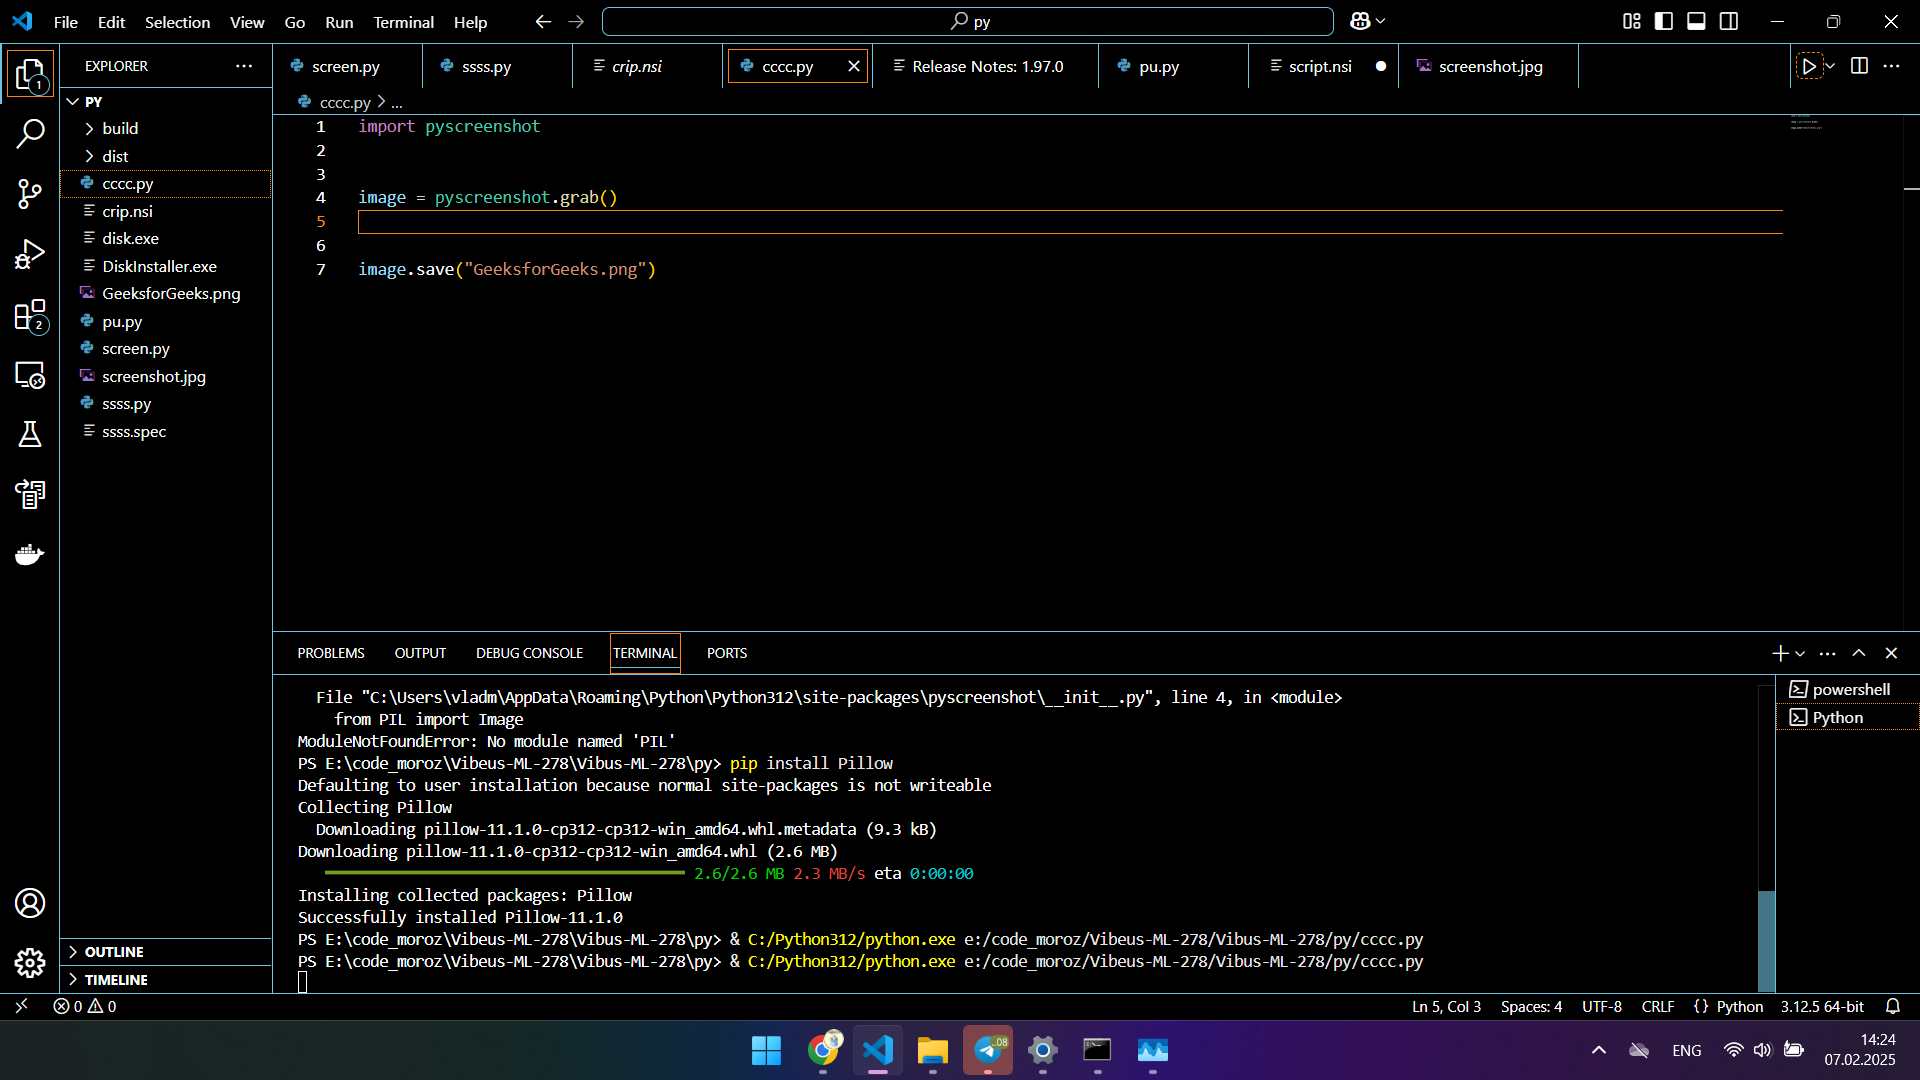 File Edit Selection View Go Run Terminal Help
py
EXPLORER
screen.py
ssss.py
crip.nsi
cccc.py
Release Notes: 1.97.0
pu.py
script.nsi
screenshot.jpg
1
PY
build
dist
cccc.py
crip.nsi
disk.exe
DiskInstaller.exe
GeeksforGeeks.png
pu.py
screen.py
screenshot.jpg
ssss.py
ssss.spec
2
OUTLINE
TIMELINE
cccc.py > ...
1 import pyscreenshot
2
3
4 image = pyscreenshot.grab()
5
6
7 image.save("GeeksforGeeks.png")
PROBLEMS OUTPUT DEBUG CONSOLE TERMINAL PORTS
File "C:\Users\vladm\AppData\Roaming\Python\Python312\site-packages\pyscreenshot\__init__.py", line 4, in <module>
from PIL import Image
ModuleNotFoundError: No module named 'PIL'
PS E:\code_moroz\Vibeus-ML-278\Vibus-ML-278\py> pip install Pillow
Defaulting to user installation because normal site-packages is not writeable
Collecting Pillow
Downloading pillow-11.1.0-cp312-cp312-win_amd64.whl.metadata (9.3 kB)
Downloading pillow-11.1.0-cp312-cp312-win_amd64.whl (2.6 MB)
2.6/2.6 MB 2.3 MB/s eta 0:00:00
Installing collected packages: Pillow
Successfully installed Pillow-11.1.0
PS E:\code_moroz\Vibeus-ML-278\Vibus-ML-278\py> & C:/Python312/python.exe e:/code_moroz/Vibeus-ML-278/Vibus-ML-278/py/cccc.py
PS E:\code_moroz\Vibeus-ML-278\Vibus-ML-278\py> & C:/Python312/python.exe e:/code_moroz/Vibeus-ML-278/Vibus-ML-278/py/cccc.py
powershell
Python
0 0
Ln 5, Col 3 Spaces: 4 UTF-8 CRLF {} Python 3.12.5 64-bit
.08
ENG
14:24
07.02.2025